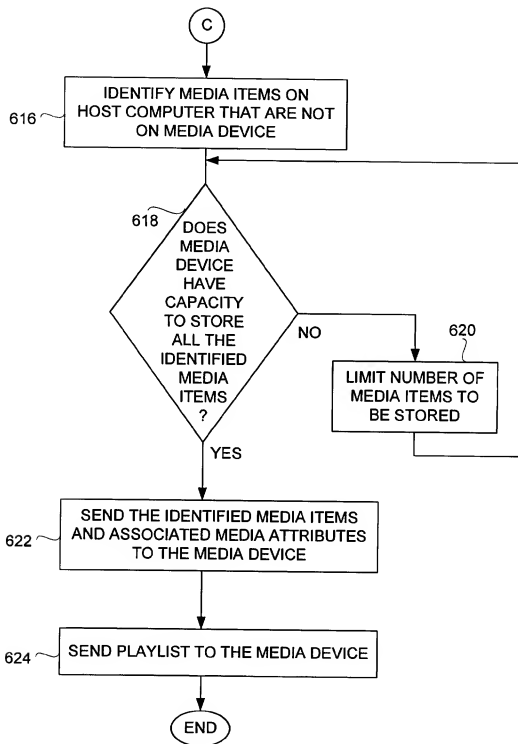 C
616
IDENTIFY MEDIA ITEMS ON
HOST COMPUTER THAT ARE NOT
ON MEDIA DEVICE
618
DOES
MEDIA
DEVICE
HAVE
CAPACITY
TO STORE
ALL THE
IDENTIFIED
MEDIA
ITEMS
?
NO
620
LIMIT NUMBER OF
MEDIA ITEMS TO
BE STORED
YES
622
SEND THE IDENTIFIED MEDIA ITEMS
AND ASSOCIATED MEDIA ATTRIBUTES
TO THE MEDIA DEVICE
624
SEND PLAYLIST TO THE MEDIA DEVICE
END